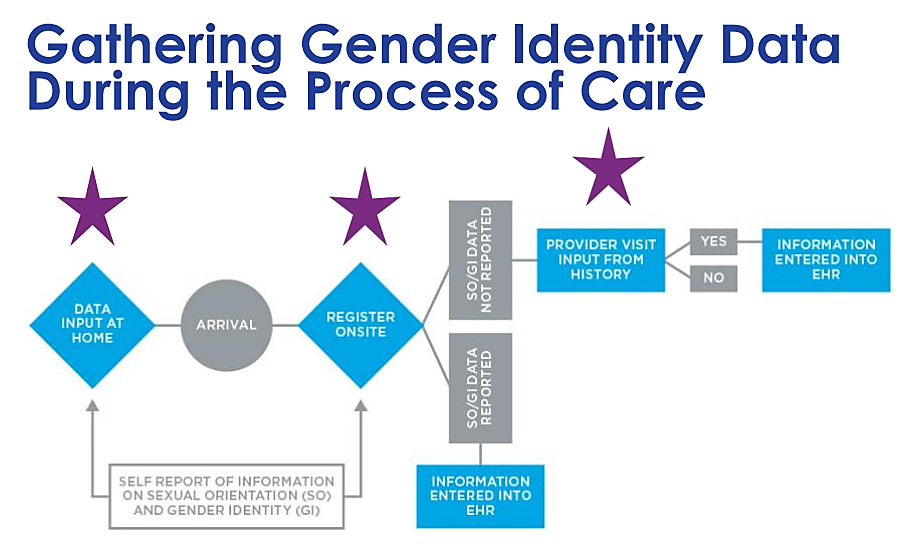 Gathering Gender Identity Data
During the Process of Care
DATA
INPUT AT
HOME
ARRIVAL
REGISTER
ONSITE
SO/GI DATA
NOT REPORTED
SO/GI DATA
REPORTED
PROVIDER VISIT
INPUT FROM
HISTORY
YES
NO
INFORMATION
ENTERED INTO
EHR
INFORMATION
ENTERED INTO
EHR
SELF REPORT OF INFORMATION
ON SEXUAL ORIENTATION (SO)
AND GENDER IDENTITY (GI)